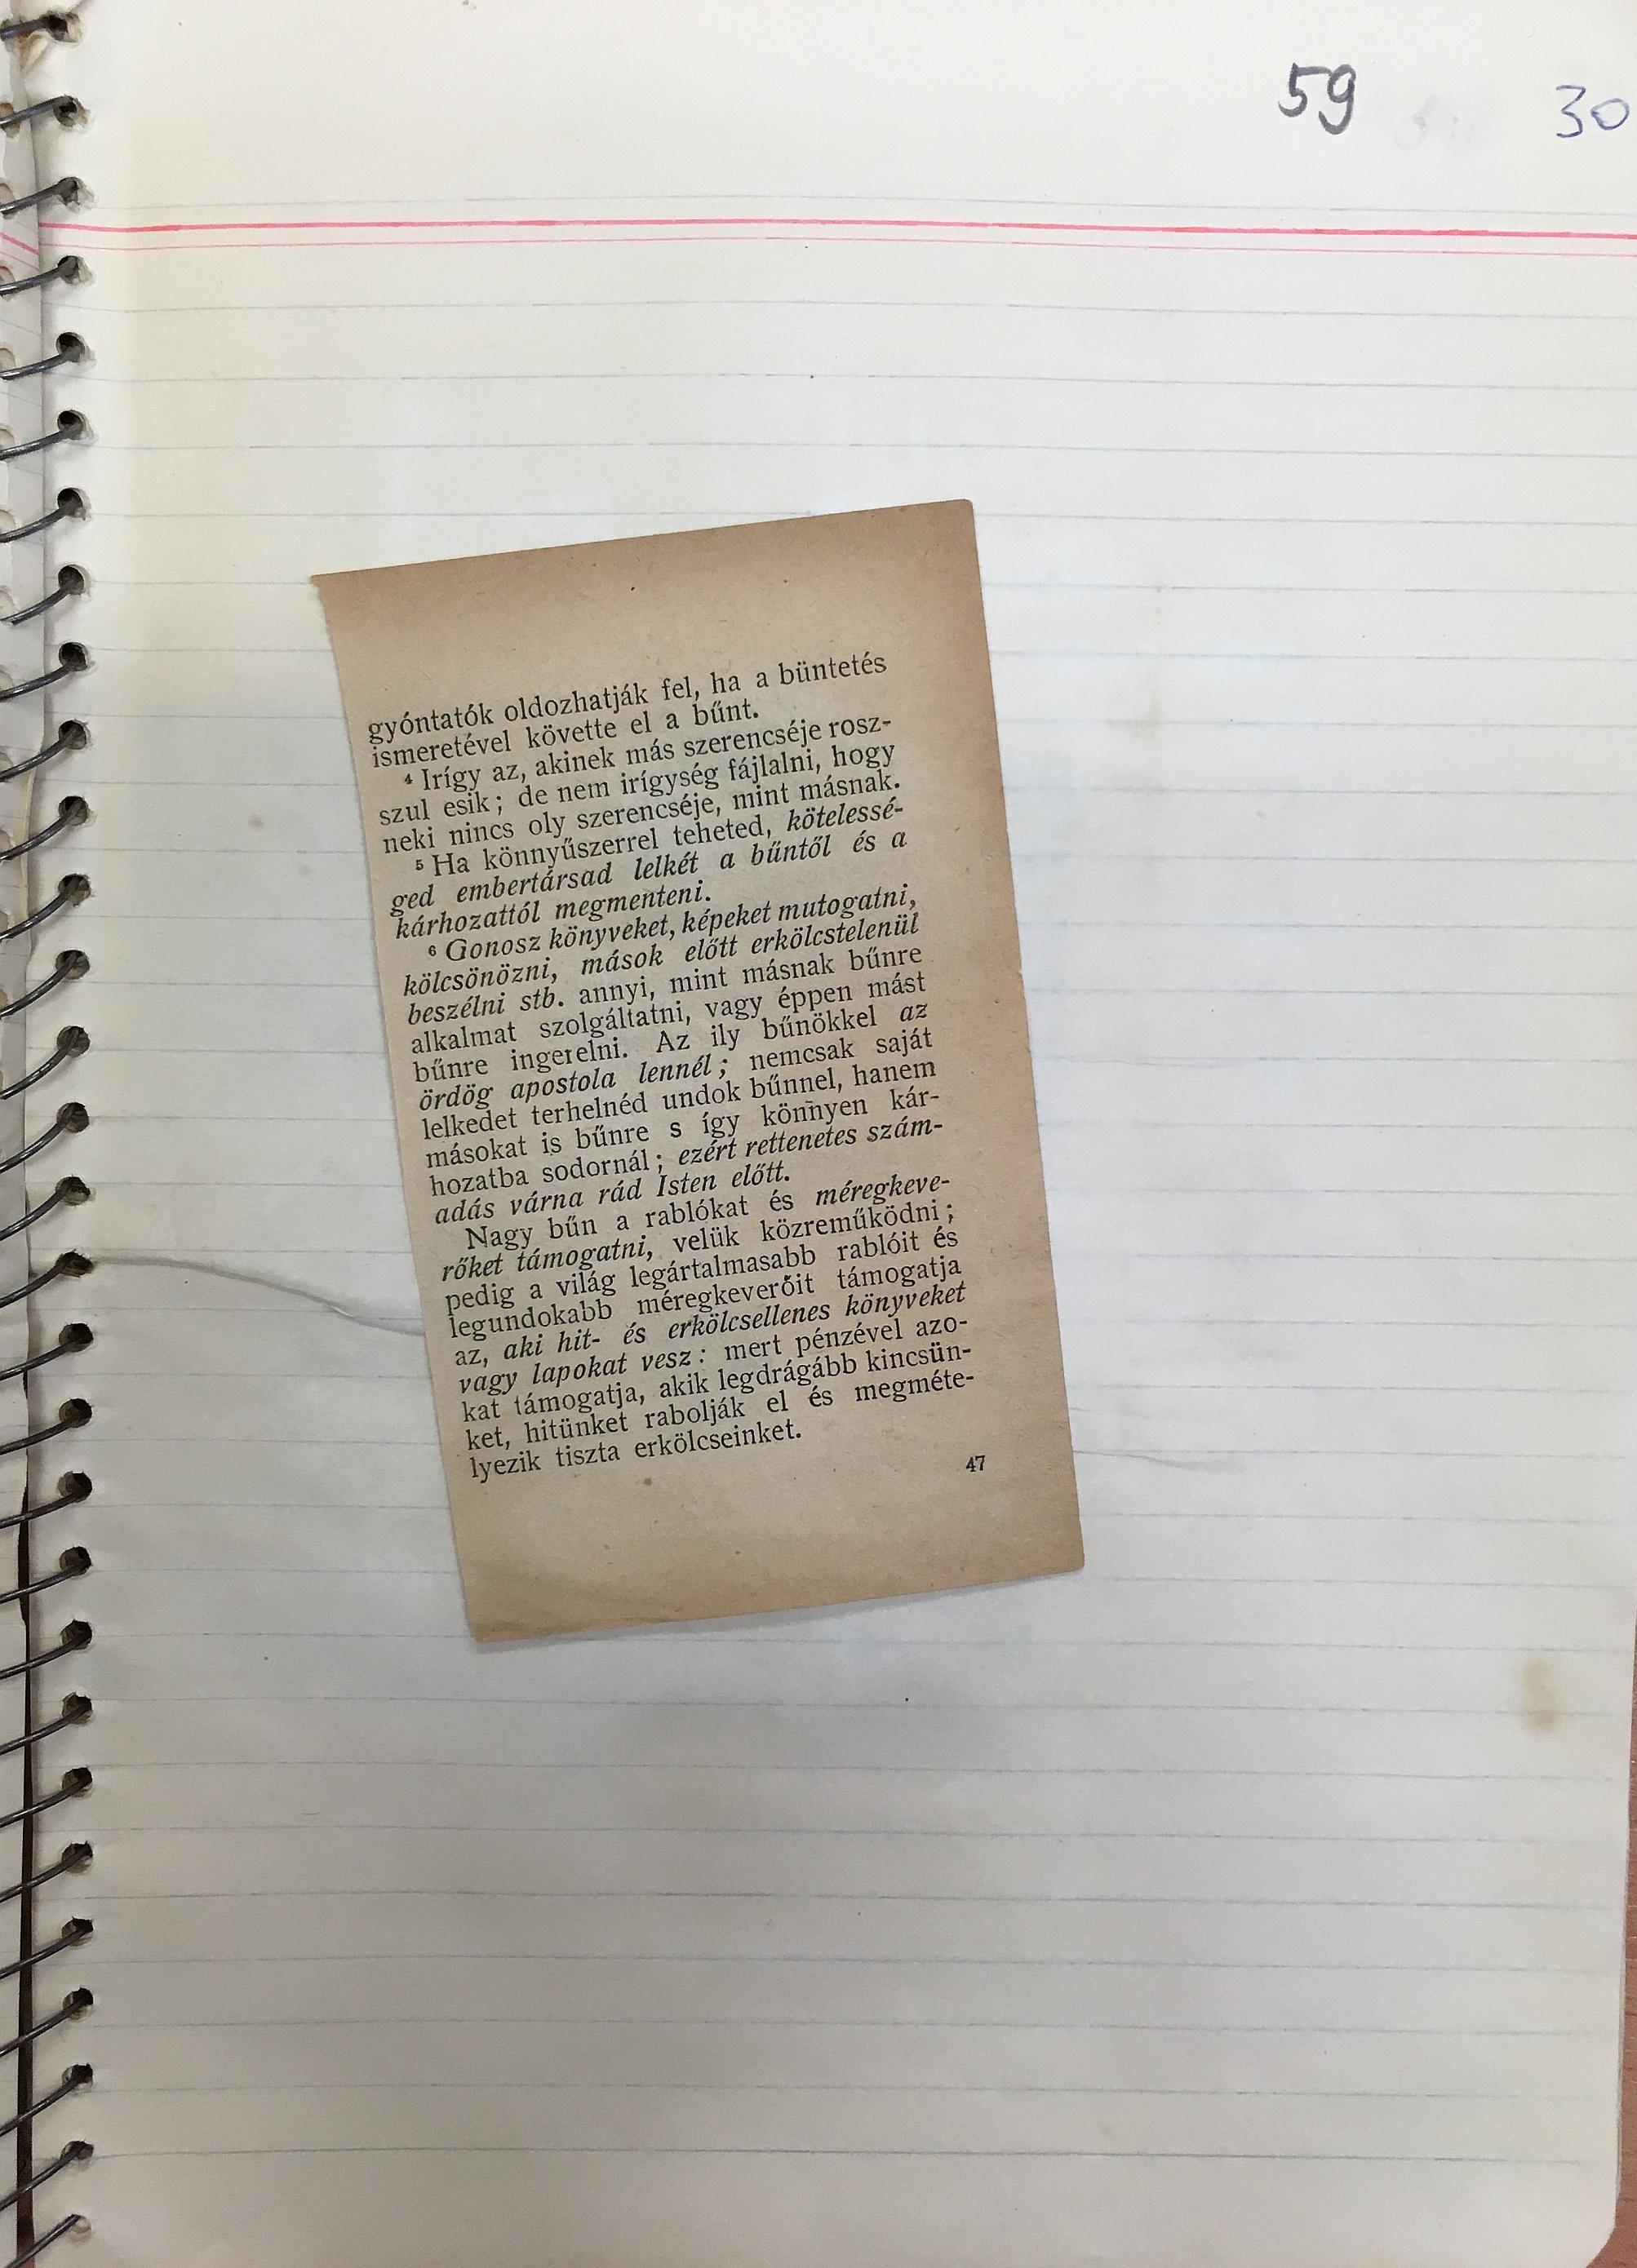 59 30
gyóntatók oldozhatják fel, ha a büntetés
ismeretével követte el a bűnt.
⁴ Irígy az, akinek más szerencséje rosz-
szul esik; de nem irígység fájlalni, hogy
neki nincs oly szerencséje, mint másnak.
⁵ Ha könnyűszerrel teheted, kötelessé-
ged embertársad lelkét a bűntől és a
kárhozattól megmenteni.
⁶ Gonosz könyveket, képeket mutogatni,
kölcsönözni, mások előtt erkölcstelenül
beszélni stb. annyi, mint másnak bűnre
alkalmat szolgáltatni, vagy éppen mást
bűnre ingerelni. Az ily bűnökkel az
ördög apostola lennél; nemcsak saját
lelkedet terhelnéd undok bűnnel, hanem
másokat is bűnre s így könnyen kár-
hozatba sodornál; ezért rettenetes szám-
adás várna rád Isten előtt.
Nagy bűn a rablókat és méregkeve-
rőket támogatni, velük közreműködni;
pedig a világ legártalmasabb rablóit és
legundokabb méregkeverőit támogatja
az, aki hit- és erkölcsellenes könyveket
vagy lapokat vesz: mert pénzével azo-
kat támogatja, akik legdrágább kincsün-
ket, hitünket rabolják el és megméte-
lyezik tiszta erkölcseinket.
47